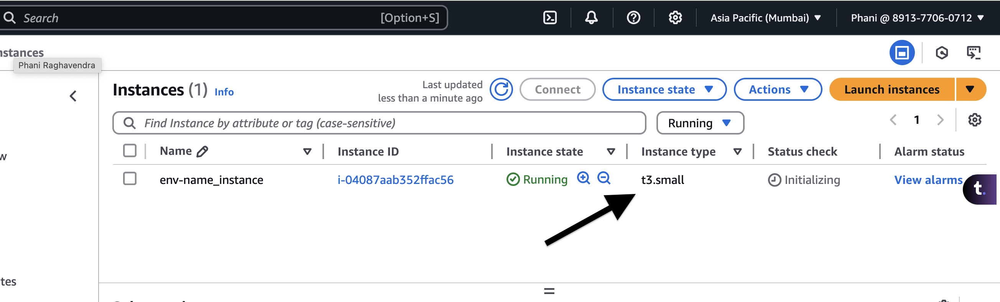 Search [Option+S] Asia Pacific (Mumbai) Phani @ 8913-7706-0712
nstances
Phani Raghavendra
Instances (1) Info
Last updated
less than a minute ago
Connect Instance state Actions Launch instances
Find Instance by attribute or tag (case-sensitive) Running 1
Name Instance ID Instance state Instance type Status check Alarm status
env-name_instance i-04087aab352ffac56 Running t3.small Initializing View alarms
t.
w
tes